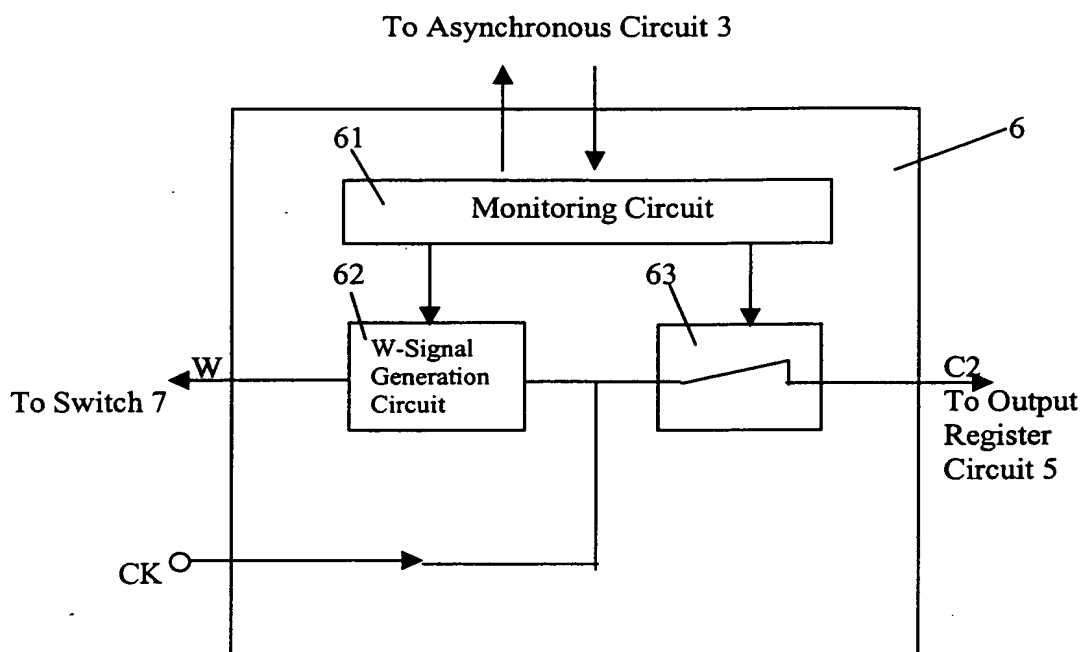 To Asynchronous Circuit 3
61
6
Monitoring Circuit
62
63
W-Signal
Generation
Circuit
W
To Switch 7
C2
To Output
Register
Circuit 5
CK